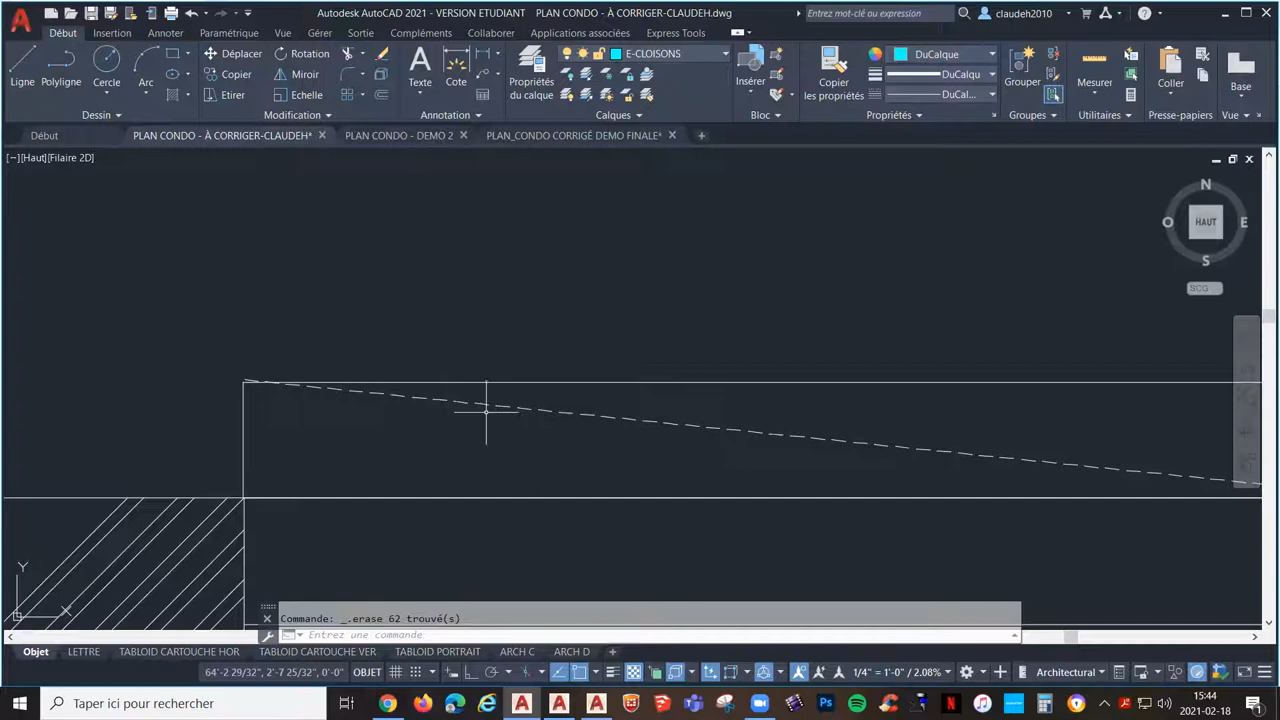 Autodesk AutoCAD 2021 - VERSION ETUDIANT PLAN CONDO - À CORRIGER-CLAUDEH.dwg
Entrez mot-clé ou expression
claudeh2010
Début Insertion Annoter Paramétrique Vue Gérer Sortie Compléments Collaborer Applications associées Express Tools
Ligne Polyligne Cercle Arc
Déplacer Rotation
Copier Miroir
Etirer Echelle
Texte Cote
Propriétés du calque
E-CLOISONS
Insérer
Copier les propriétés
DuCalque
DuCalqu
DuCal...
Grouper
Mesurer
Coller
Base
Dessin Modification Annotation Calques Bloc Propriétés Groupes Utilitaires Presse-papiers Vue
Début PLAN CONDO - À CORRIGER-CLAUDEH* PLAN CONDO - DEMO 2 PLAN_CONDO CORRIGÉ DEMO FINALE*
[−][Haut][Filaire 2D]
N
O HAUT E
S
SCG
Y
X
Commande: _.erase 62 trouvé(s)
Entrez une commande
Objet LETTRE TABLOID CARTOUCHE HOR TABLOID CARTOUCHE VER TABLOID PORTRAIT ARCH C ARCH D
64'-2 29/32", 2'-7 25/32", 0'-0" OBJET 1/4" = 1'-0" / 2.08% Architectural
Taper ici pour rechercher
15:44
2021-02-18